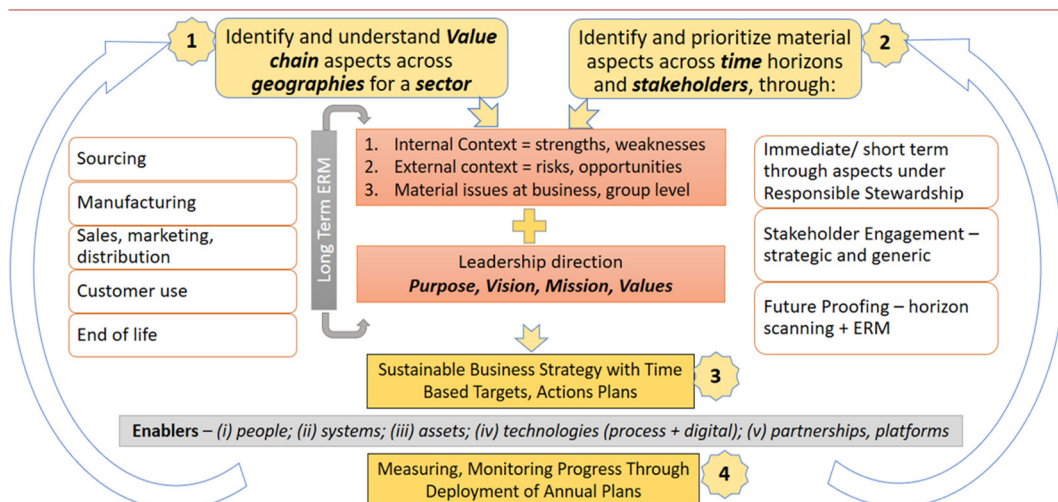 1
Identify and understand Value
chain aspects across
geographies for a sector
Identify and prioritize material
aspects across time horizons
and stakeholders, through:
2
Sourcing
Manufacturing
Sales, marketing,
distribution
Customer use
End of life
Long Term ERM
1. Internal Context = strengths, weaknesses
2. External context = risks, opportunities
3. Material issues at business, group level
Leadership direction
Purpose, Vision, Mission, Values
Immediate/ short term
through aspects under
Responsible Stewardship
Stakeholder Engagement –
strategic and generic
Future Proofing – horizon
scanning + ERM
Sustainable Business Strategy with Time
Based Targets, Actions Plans
3
Enablers – (i) people; (ii) systems; (iii) assets; (iv) technologies (process + digital); (v) partnerships, platforms
Measuring, Monitoring Progress Through
Deployment of Annual Plans
4